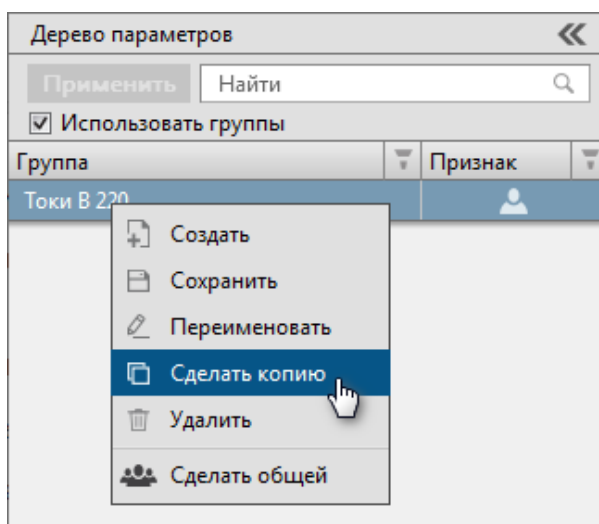 Дерево параметров
Применить Найти
Использовать группы
Группа Признак
Токи В 220
Создать
Сохранить
Переименовать
Сделать копию
Удалить
Сделать общей